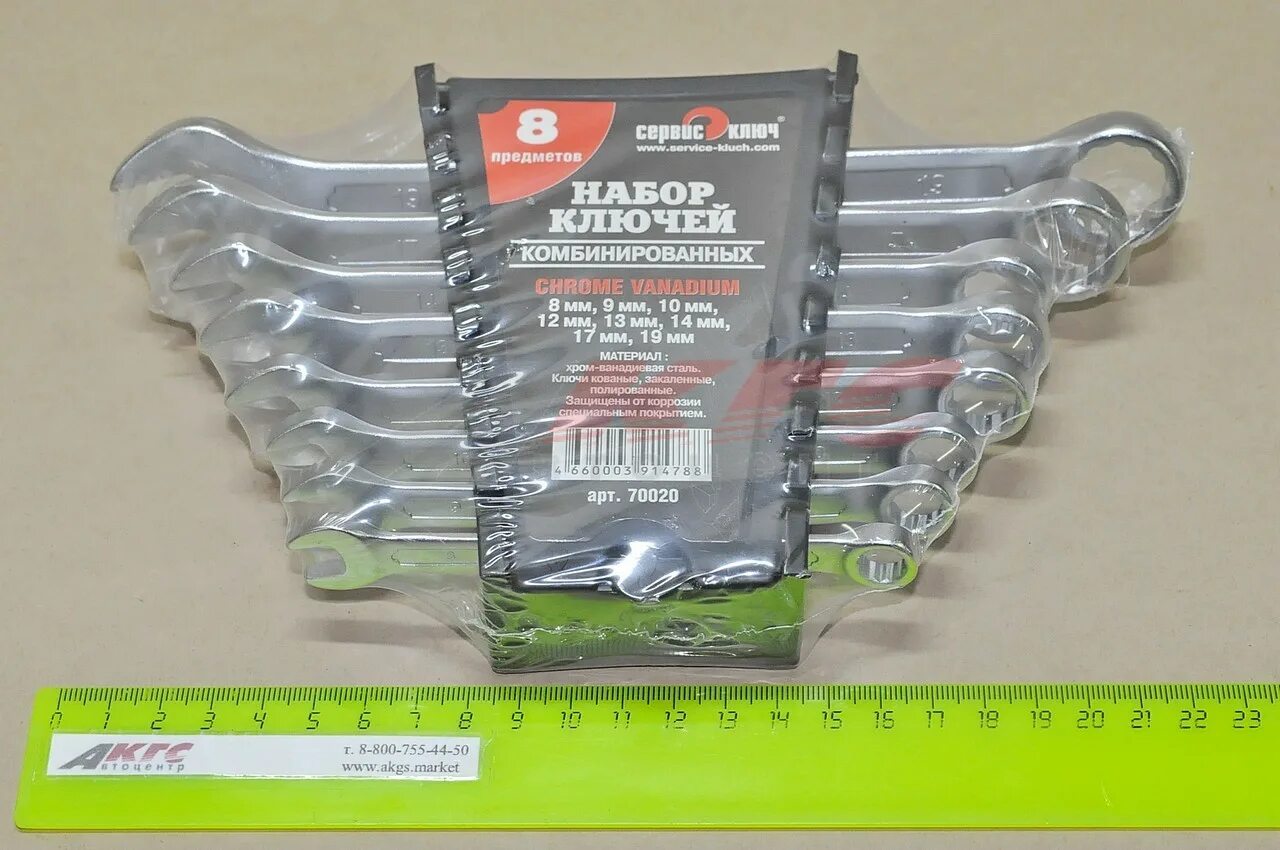 8
предметов
сервис ключ®
www.service-kluch.com
НАБОР
КЛЮЧЕЙ
КОМБИНИРОВАННЫХ
CHROME VANADIUM
8 мм, 9 мм, 10 мм,
12 мм, 13 мм, 14 мм,
17 мм, 19 мм
МАТЕРИАЛ :
хром-ванадиевая сталь.
Ключи кованые, закаленные,
полированные.
Защищены от коррозии
специальным покрытием.
АКГС
4 660003 914788
арт. 70020
0 1 2 3 4 5 6 7 8 9 10 11 12 13 14 15 16 17 18 19 20 21 22 23
АКГС
Автоцентр
т. 8-800-755-44-50
www.akgs.market